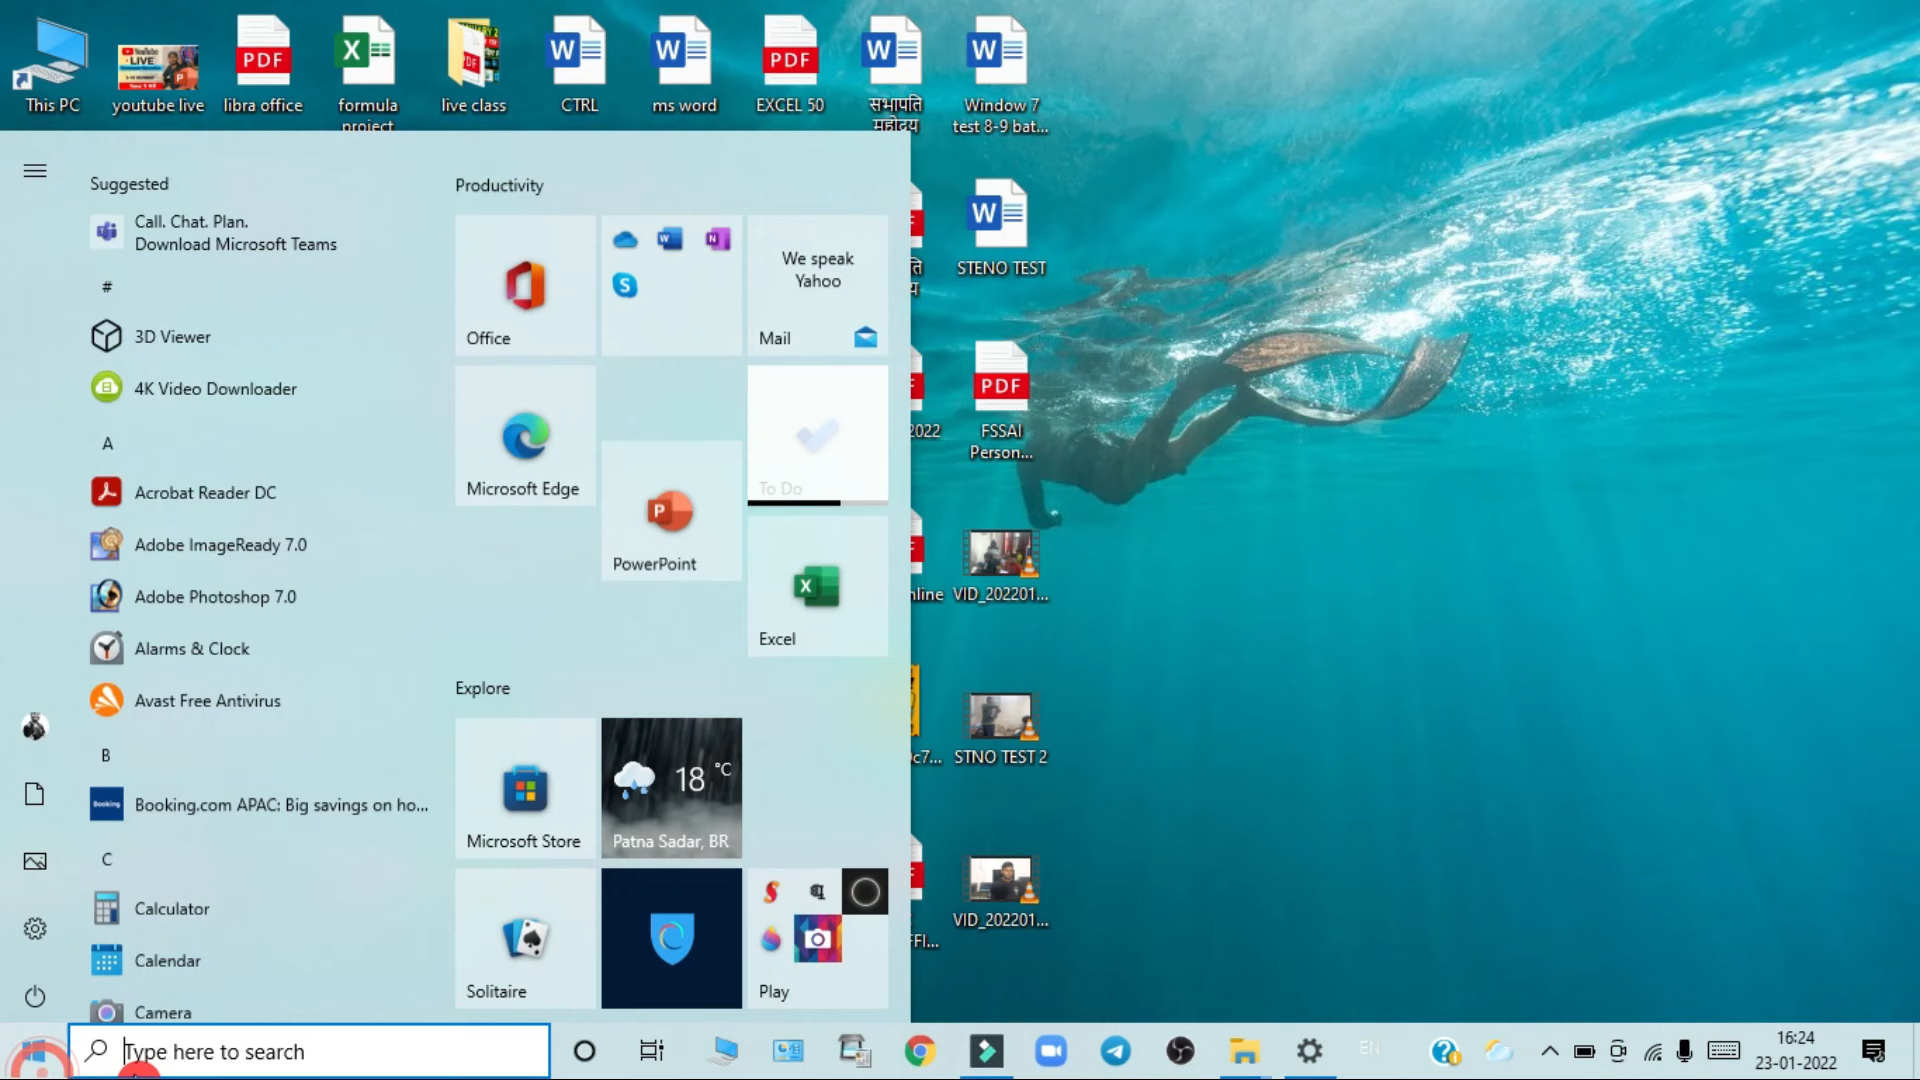 This PC
youtube live
libra office
formula
project
live class
CTRL
ms word
EXCEL 50
सभापति
महोदय
Window 7
test 8-9 bat...
Suggested
Call. Chat. Plan.
Download Microsoft Teams
#
3D Viewer
4K Video Downloader
A
Acrobat Reader DC
Adobe ImageReady 7.0
Adobe Photoshop 7.0
Alarms & Clock
Avast Free Antivirus
B
Booking.com APAC: Big savings on ho...
C
Calculator
Calendar
Camera
Productivity
Office
We speak
Yahoo
Mail
Microsoft Edge
PowerPoint
To Do
Excel
Explore
Microsoft Store
18 °C
Patna Sadar, BR
Solitaire
Play
STENO TEST
2022
FSSAI
Person...
VID_202201...
STNO TEST 2
VID_202201...
Type here to search
EN
16:24
23-01-2022